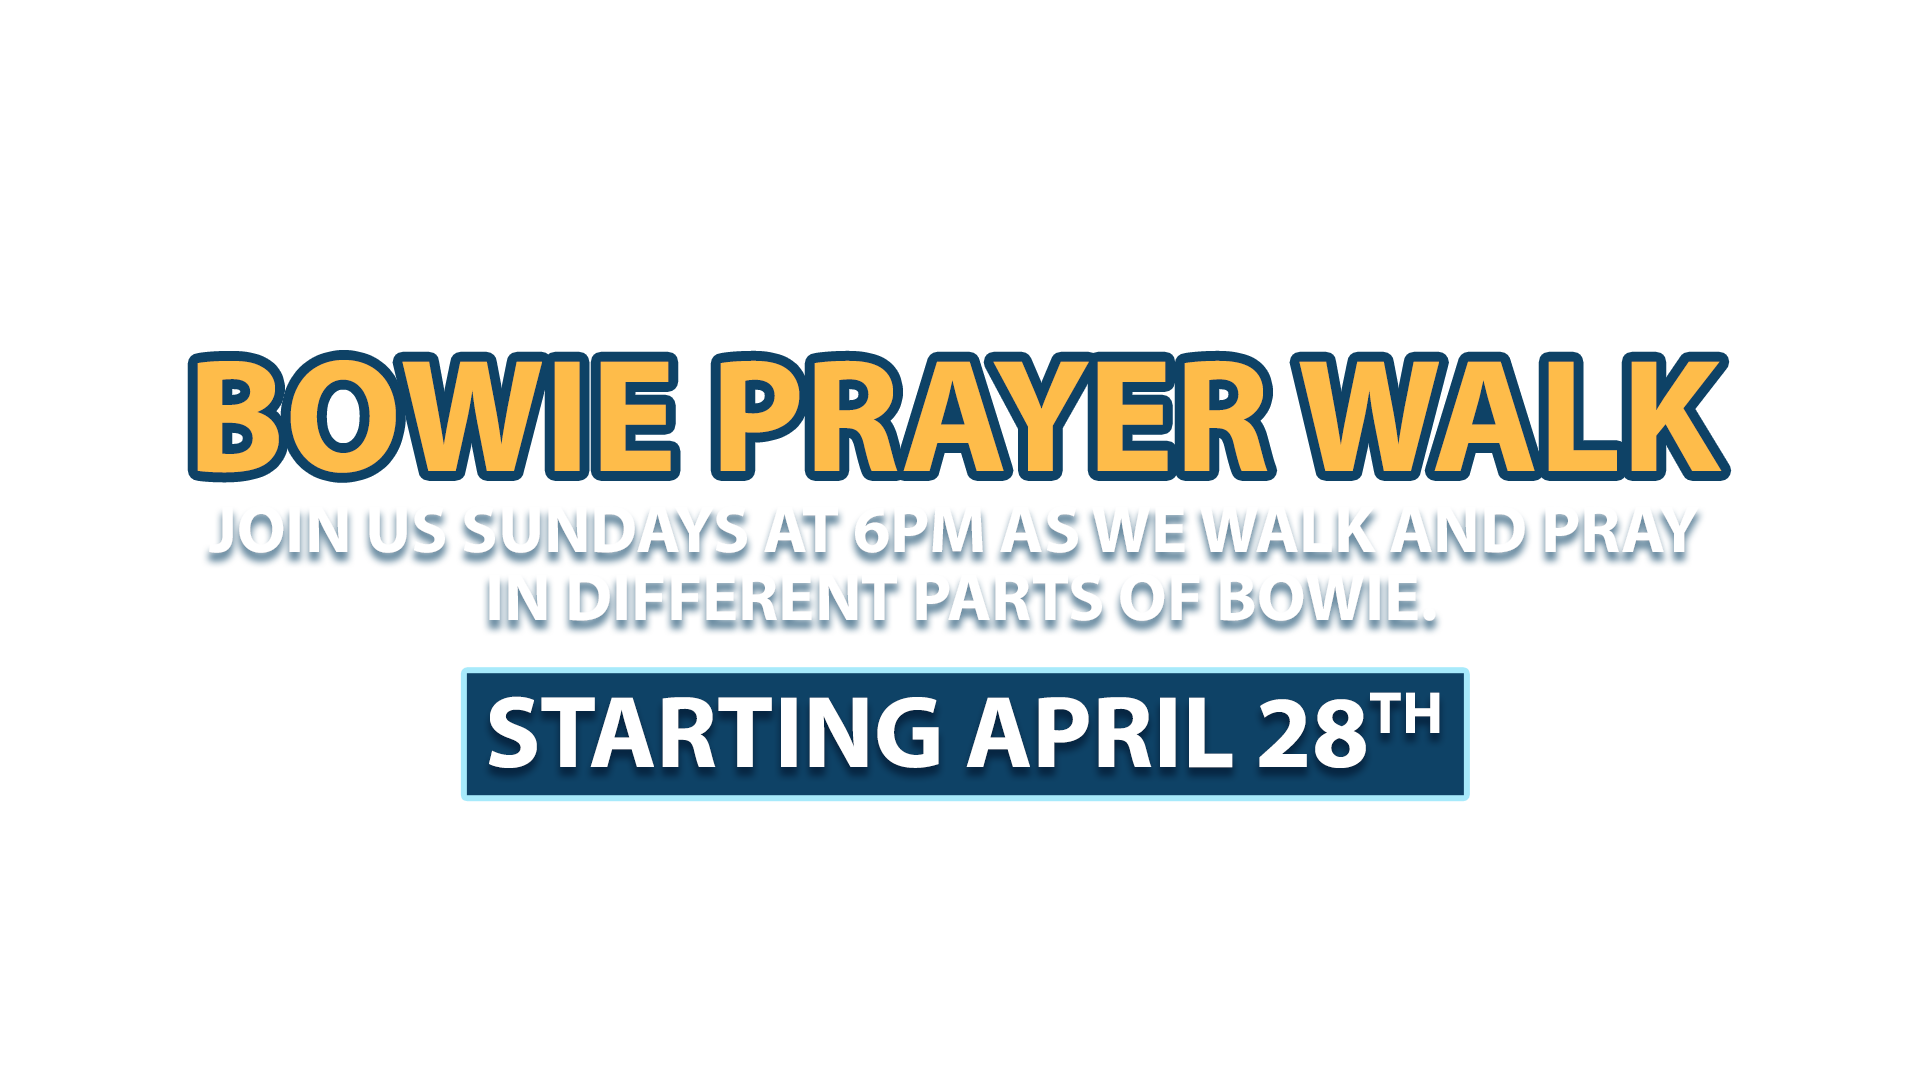 BOWIE PRAYER WALK
JOIN US SUNDAYS AT 6PM AS WE WALK AND PRAY
IN DIFFERENT PARTS OF BOWIE.
STARTING APRIL 28TH